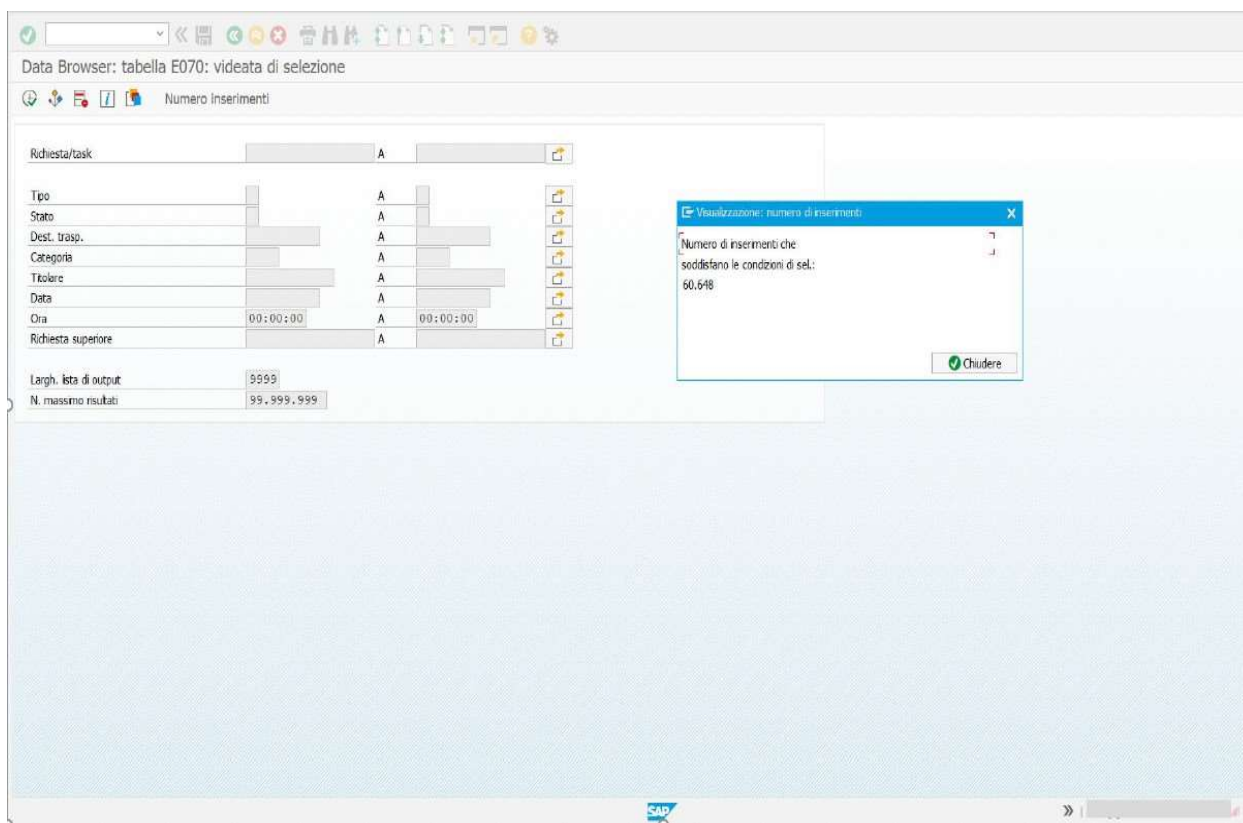 Data Browser: tabella E070: videata di selezione
Numero inserimenti
Richiesta/task A
Tipo A
Stato A
Dest. trasp. A
Categoria A
Titolare A
Data A
Ora 00:00:00 A 00:00:00
Richiesta superiore A
Largh. lista di output 9999
N. massimo risultati 99.999.999
Visualizzazione: numero di inserimenti
Numero di inserimenti che
soddisfano le condizioni di sel.:
60.648
Chiudere
SAP